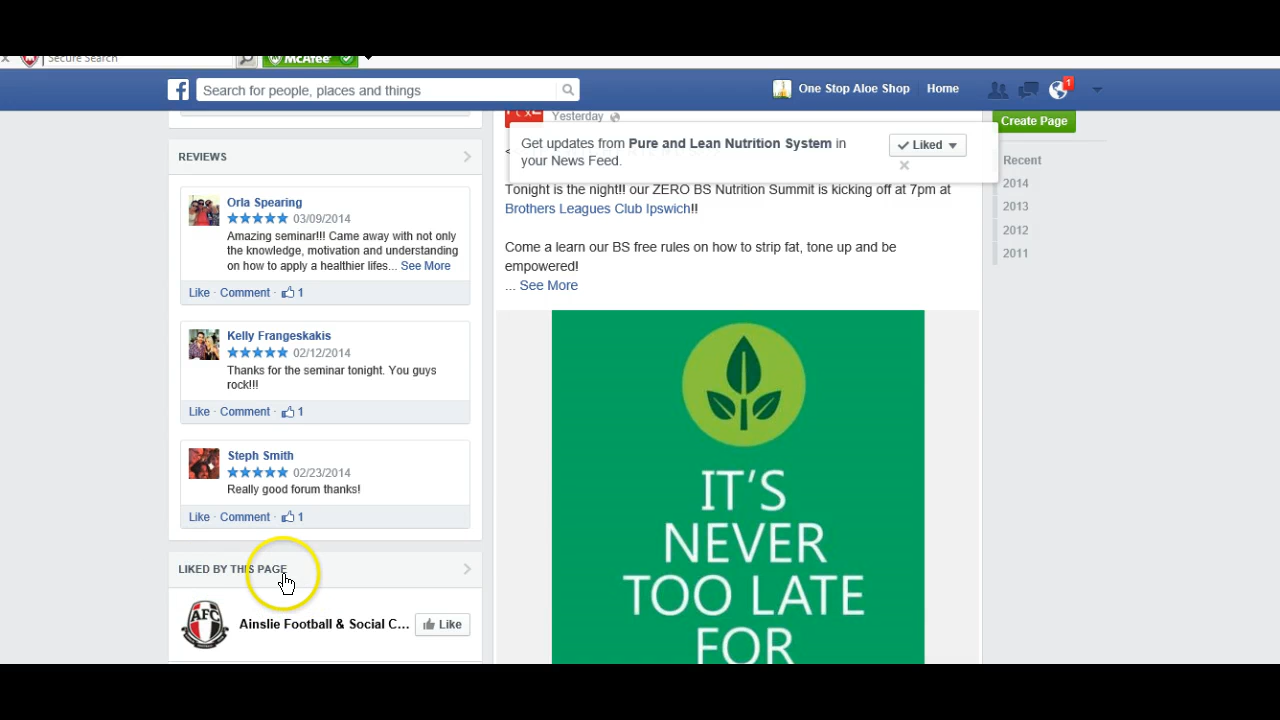 Secure Search
McAfee
Search for people, places and things
One Stop Aloe Shop
Home
1
Create Page
Recent
2014
2013
2012
2011
REVIEWS
Orla Spearing
03/09/2014
Amazing seminar!!! Came away with not only
the knowledge, motivation and understanding
on how to apply a healthier lifes... See More
Like · Comment · 1
Kelly Frangeskakis
02/12/2014
Thanks for the seminar tonight. You guys
rock!!!
Like · Comment · 1
Steph Smith
02/23/2014
Really good forum thanks!
Like · Comment · 1
LIKED BY THIS PAGE
AFC
Ainslie Football & Social C...
Like
Yesterday
Get updates from Pure and Lean Nutrition System in
your News Feed.
Liked
Tonight is the night!! our ZERO BS Nutrition Summit is kicking off at 7pm at
Brothers Leagues Club Ipswich!!
Come a learn our BS free rules on how to strip fat, tone up and be
empowered!
... See More
IT'S
NEVER
TOO LATE
FOR